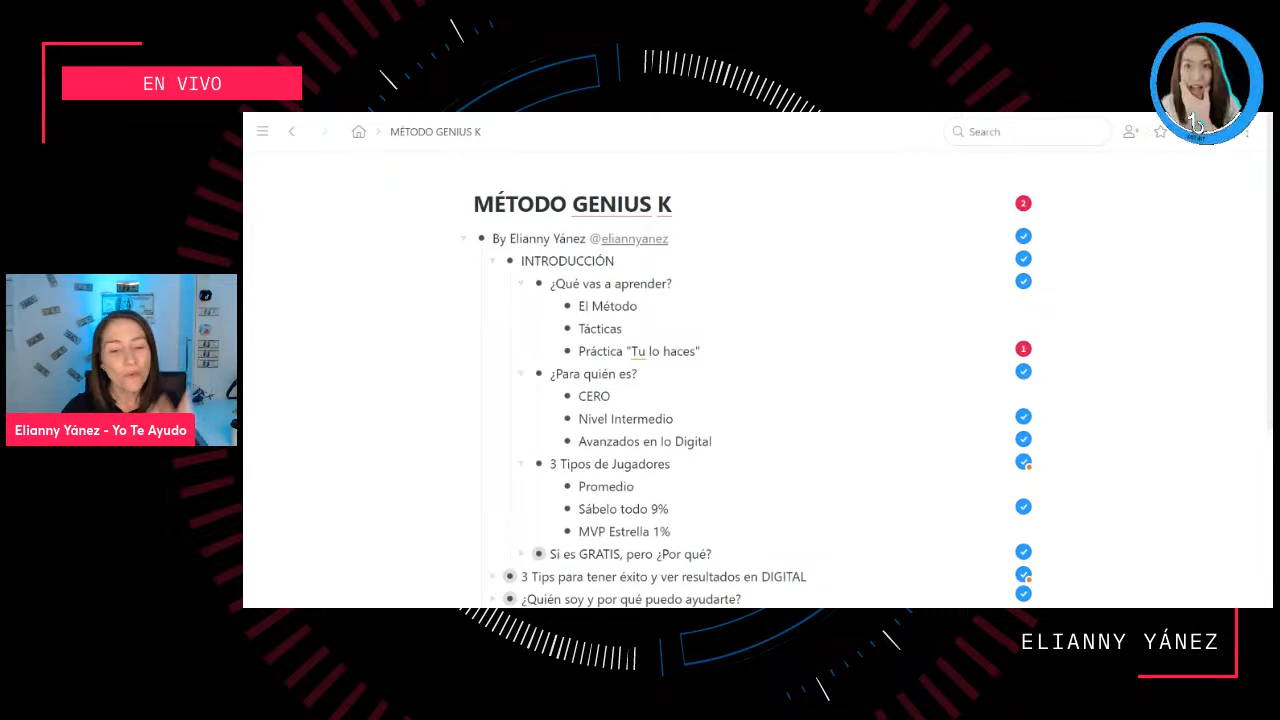 EN VIVO
MÉTODO GENIUS K
Search
MÉTODO GENIUS K
2
By Elianny Yánez @eliannyanez
INTRODUCCIÓN
¿Qué vas a aprender?
El Método
Tácticas
Práctica "Tu lo haces"
1
¿Para quién es?
CERO
Nivel Intermedio
Avanzados en lo Digital
3 Tipos de Jugadores
Promedio
Sábelo todo 9%
MVP Estrella 1%
Si es GRATIS, pero ¿Por qué?
3 Tips para tener éxito y ver resultados en DIGITAL
¿Quién soy y por qué puedo ayudarte?
Elianny Yánez - Yo Te Ayudo
ELIANNY YÁNEZ